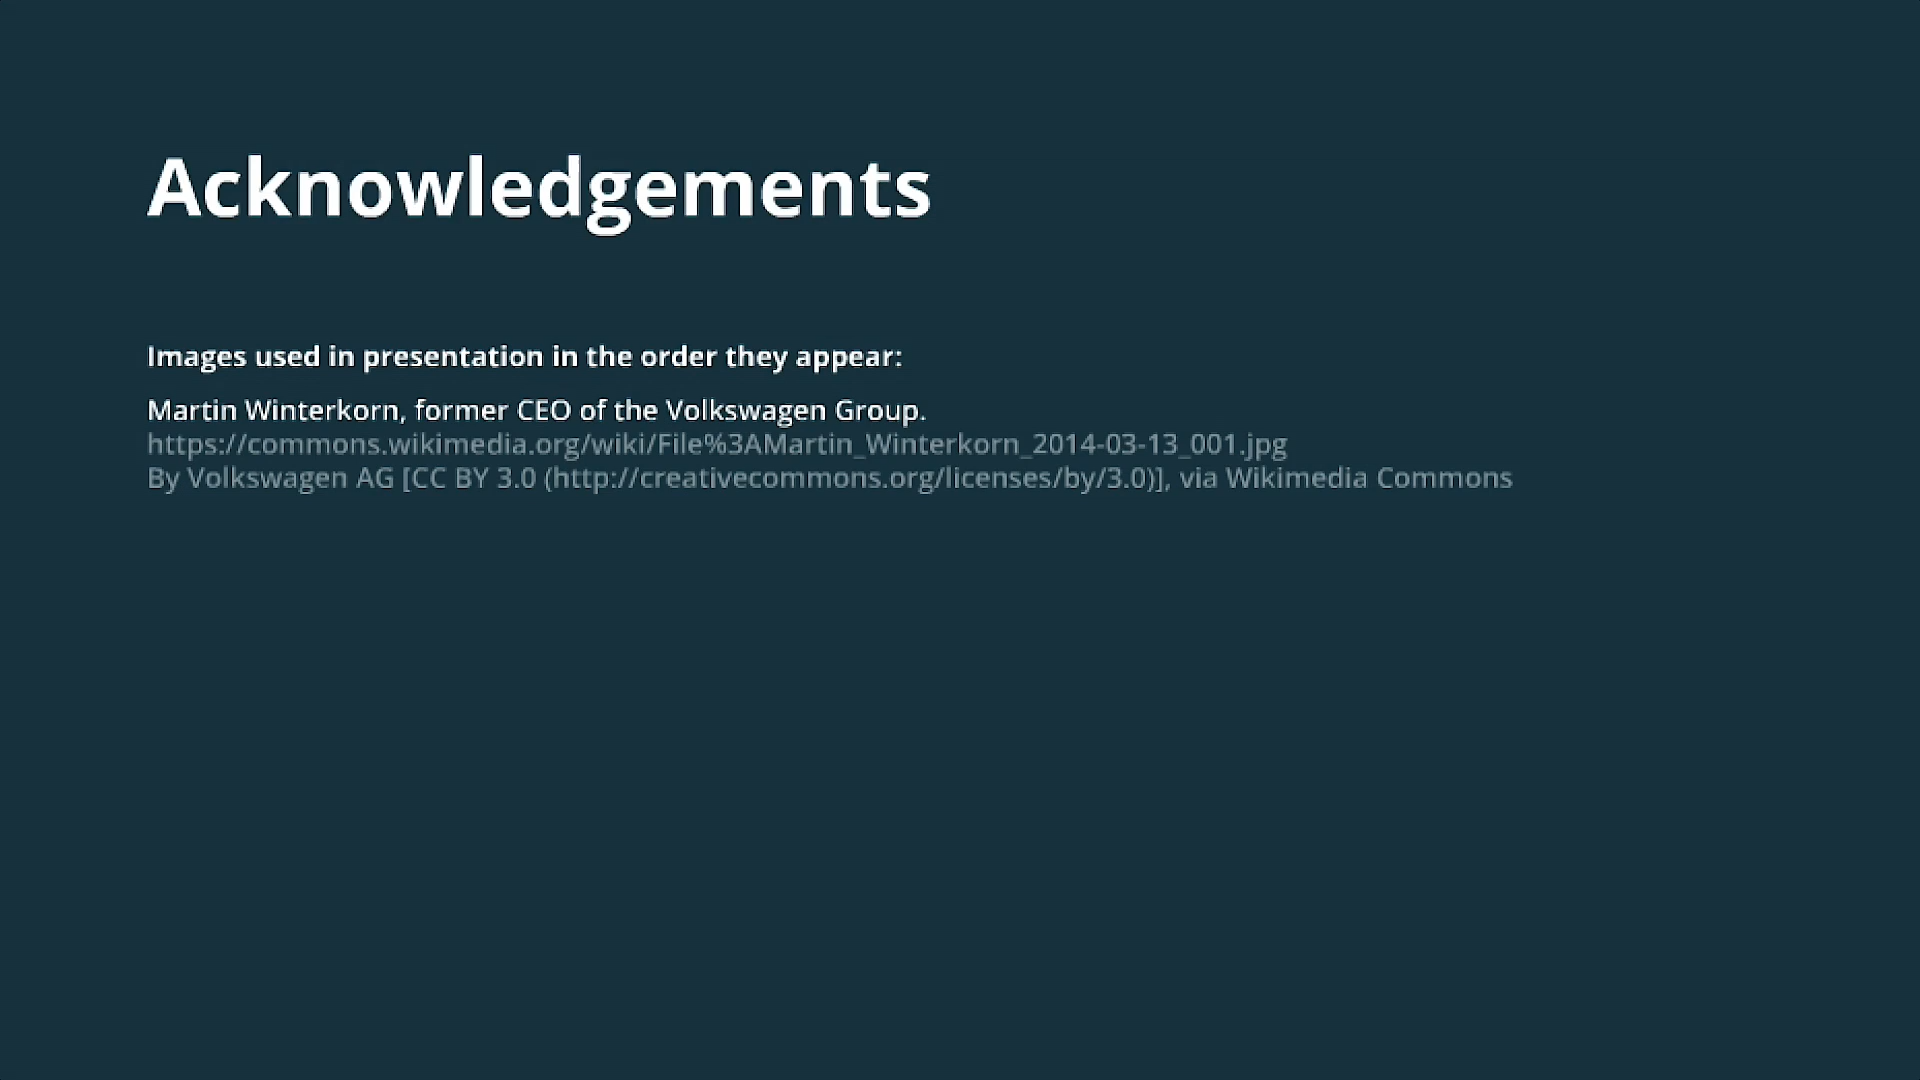 Acknowledgements
Images used in presentation in the order they appear:
Martin Winterkorn, former CEO of the Volkswagen Group.
https://commons.wikimedia.org/wiki/File%3AMartin_Winterkorn_2014-03-13_001.jpg
By Volkswagen AG [CC BY 3.0 (http://creativecommons.org/licenses/by/3.0)], via Wikimedia Commons